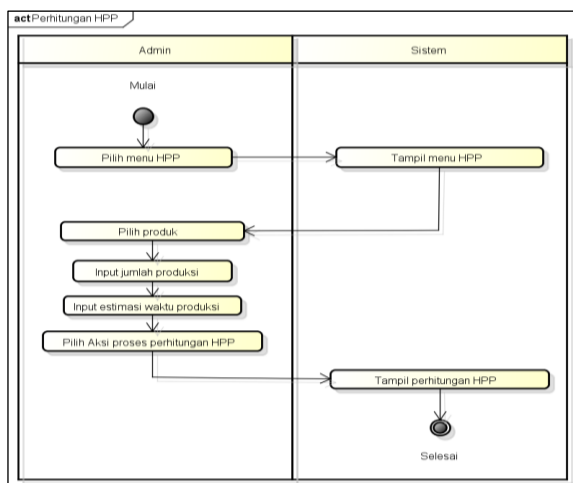 act Perhitungan HPP
Admin
Sistem
Mulai
Pilih menu HPP
Tampil menu HPP
Pilih produk
Input jumlah produksi
Input estimasi waktu produksi
Pilih Aksi proses perhitungan HPP
Tampil perhitungan HPP
Selesai